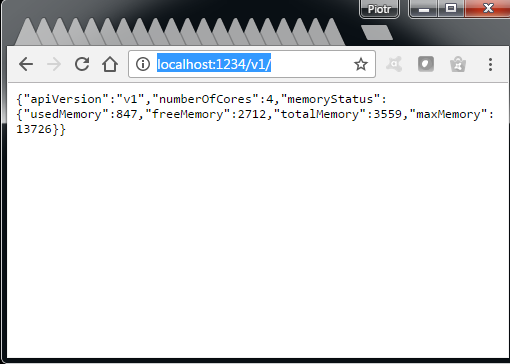 Piotr
localhost:1234/v1/
{"apiVersion":"v1","numberOfCores":4,"memoryStatus":
{"usedMemory":847,"freeMemory":2712,"totalMemory":3559,"maxMemory":
13726}}